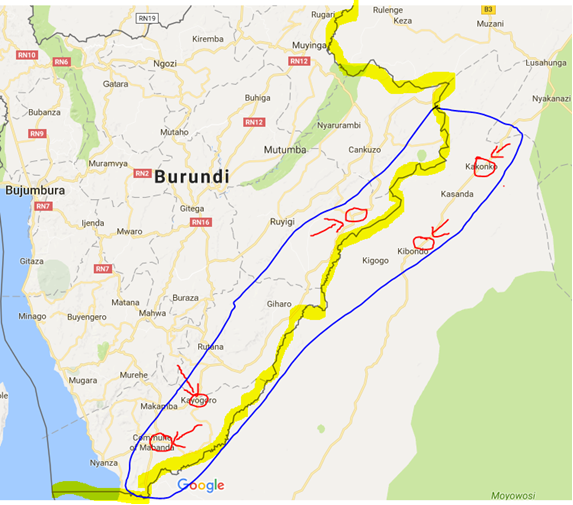 RN19
Rugari
Rulenge
B3
Keza
Muzani
Kiremba
Muyinga
RN10
RN6
Ngozi
RN12
Lusahunga
Gatara
Buhiga
Nyakanazi
Bubanza
RN12
Nyarurambi
RN9
Mutaho
Mutumba
Cankuzo
Muramvya
RN2
Burundi
Kakonko
Bujumbura
Kasanda
RN7
Gitega
Ijenda
RN16
Ruyigi
Mwaro
Kibondo
Gitaza
RN7
Kigogo
Matana
Buraza
Giharo
Minago
Buyengero
Mahwa
Rutana
Murehe
Mugara
Makamba
Kayogoro
Commune
of Mabanda
Nyanza
Google
Moyowosi